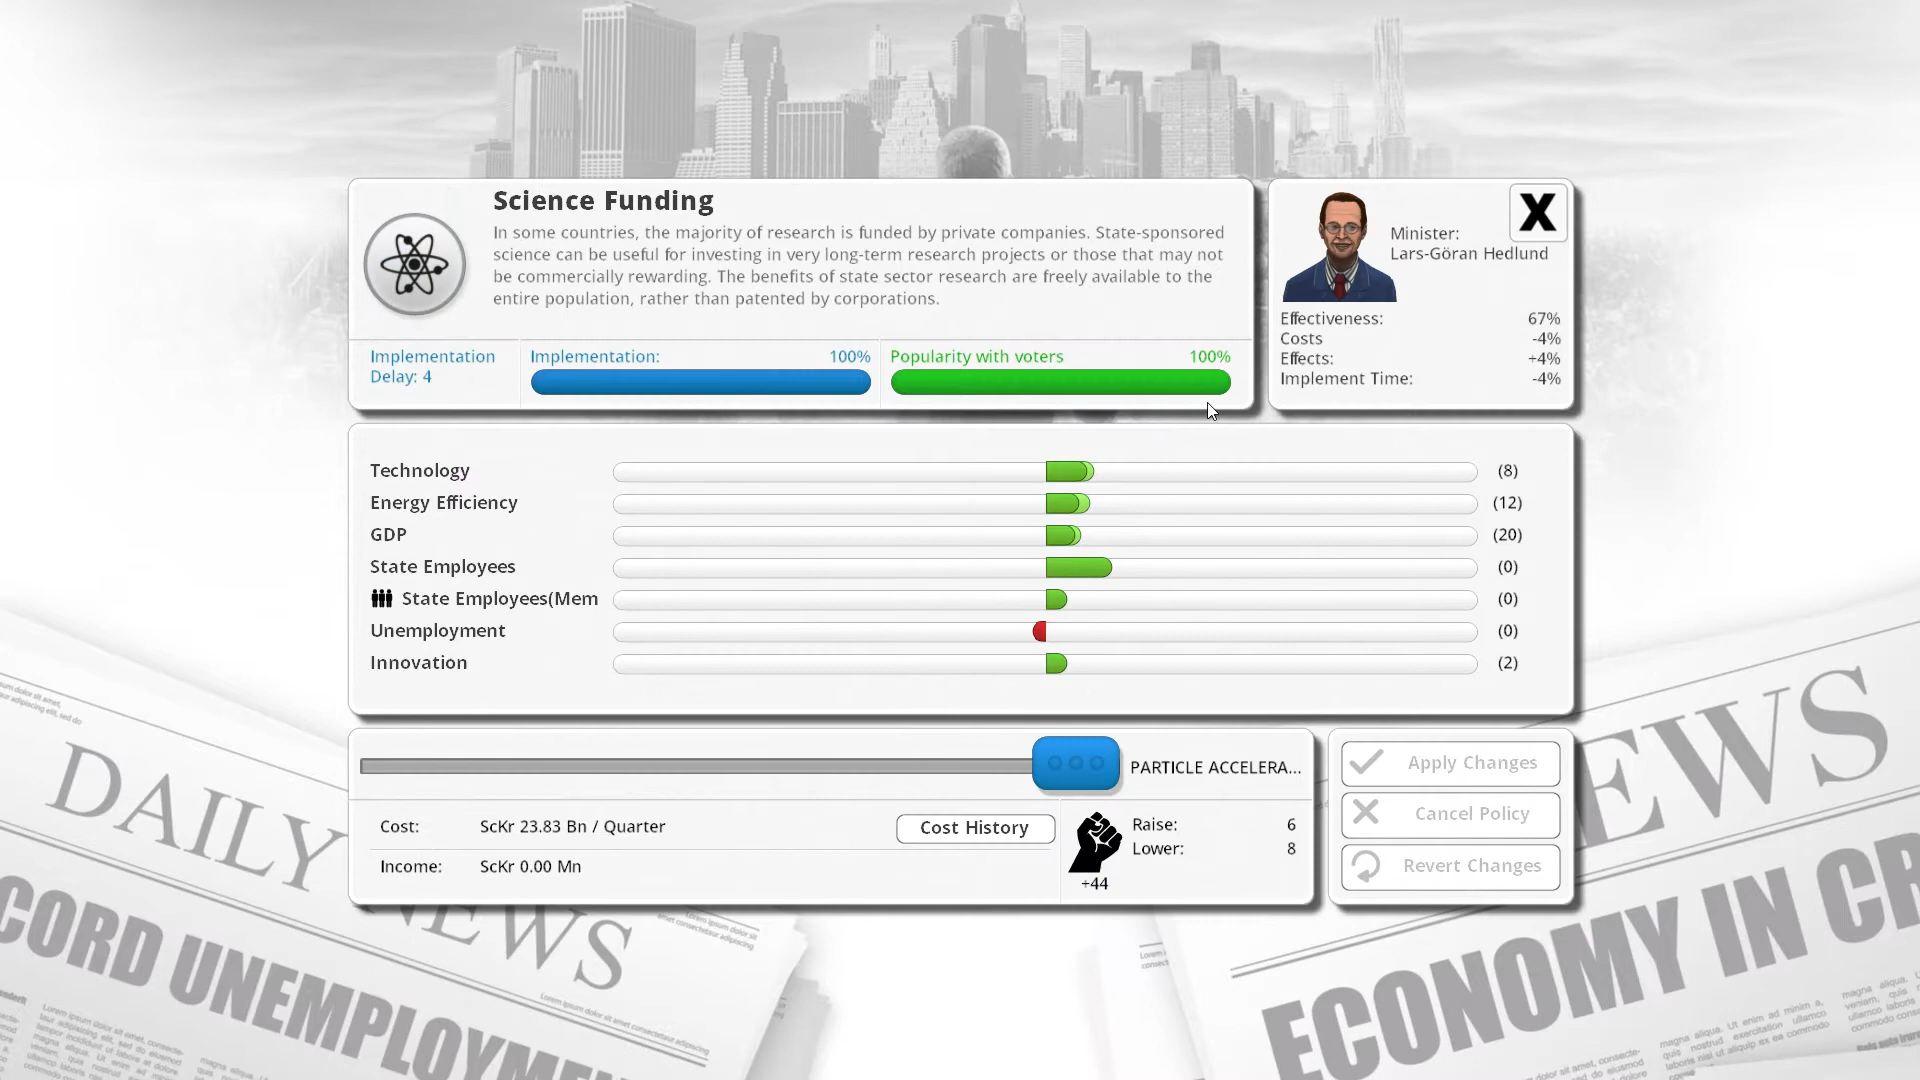 Science Funding
In some countries, the majority of research is funded by private companies. State-sponsored
science can be useful for investing in very long-term research projects or those that may not
be commercially rewarding. The benefits of state sector research are freely available to the
entire population, rather than patented by corporations.
Implementation
Delay: 4
Implementation: 100%
Popularity with voters 100%
X
Minister:
Lars-Göran Hedlund
Effectiveness: 67%
Costs -4%
Effects: +4%
Implement Time: -4%
Technology (8)
Energy Efficiency (12)
GDP (20)
State Employees (0)
State Employees(Mem (0)
Unemployment (0)
Innovation (2)
PARTICLE ACCELERA...
Cost: ScKr 23.83 Bn / Quarter
Cost History
Income: ScKr 0.00 Mn
Raise: 6
Lower: 8
+44
Apply Changes
Cancel Policy
Revert Changes
DAILY NEWS
CORD UNEMPLOYME
EWS
ECONOMY IN CR